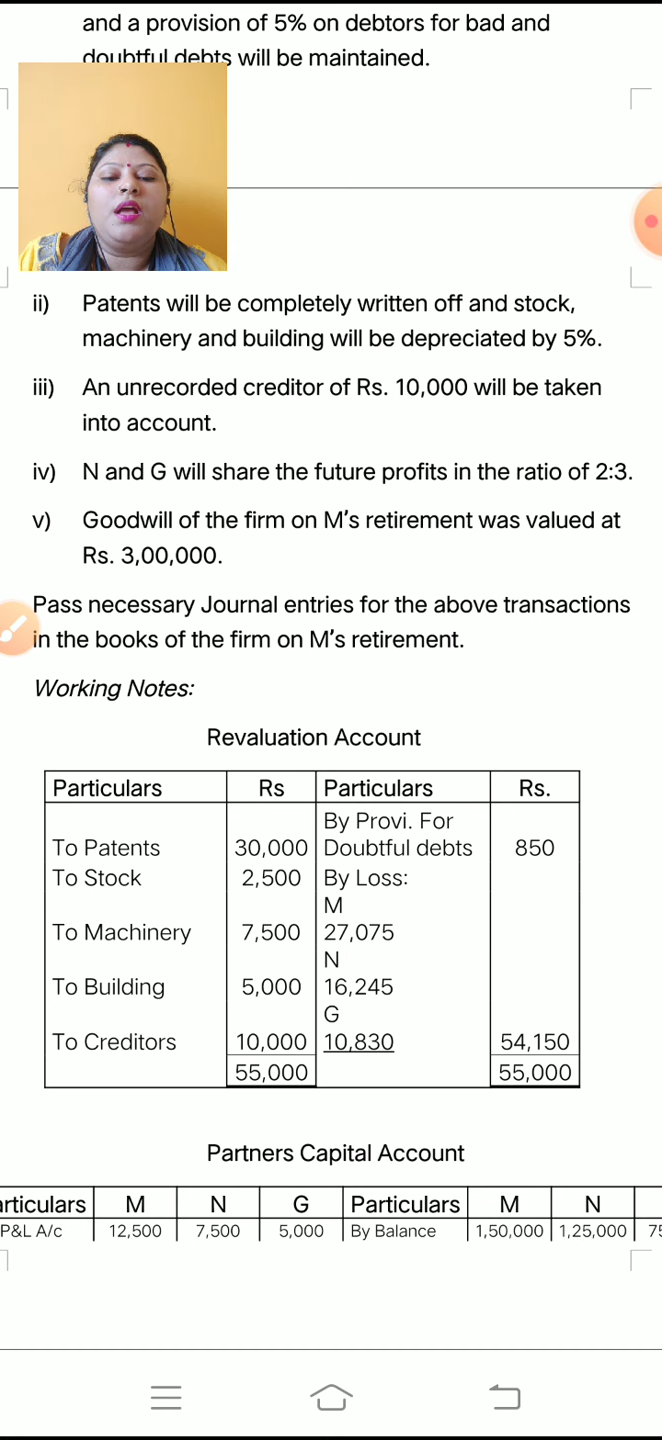 and a provision of 5% on debtors for bad and
doubtful debts will be maintained.
ii) Patents will be completely written off and stock,
machinery and building will be depreciated by 5%.
iii) An unrecorded creditor of Rs. 10,000 will be taken
into account.
iv) N and G will share the future profits in the ratio of 2:3.
v) Goodwill of the firm on M’s retirement was valued at
Rs. 3,00,000.
Pass necessary Journal entries for the above transactions
in the books of the firm on M’s retirement.
Working Notes:
Revaluation Account
Particulars Rs Particulars Rs.
By Provi. For
To Patents 30,000 Doubtful debts 850
To Stock 2,500 By Loss:
M
To Machinery 7,500 27,075
N
To Building 5,000 16,245
G
To Creditors 10,000 10,830 54,150
55,000 55,000
Partners Capital Account
articulars M N G Particulars M N
P&L A/c 12,500 7,500 5,000 By Balance 1,50,000 1,25,000 75